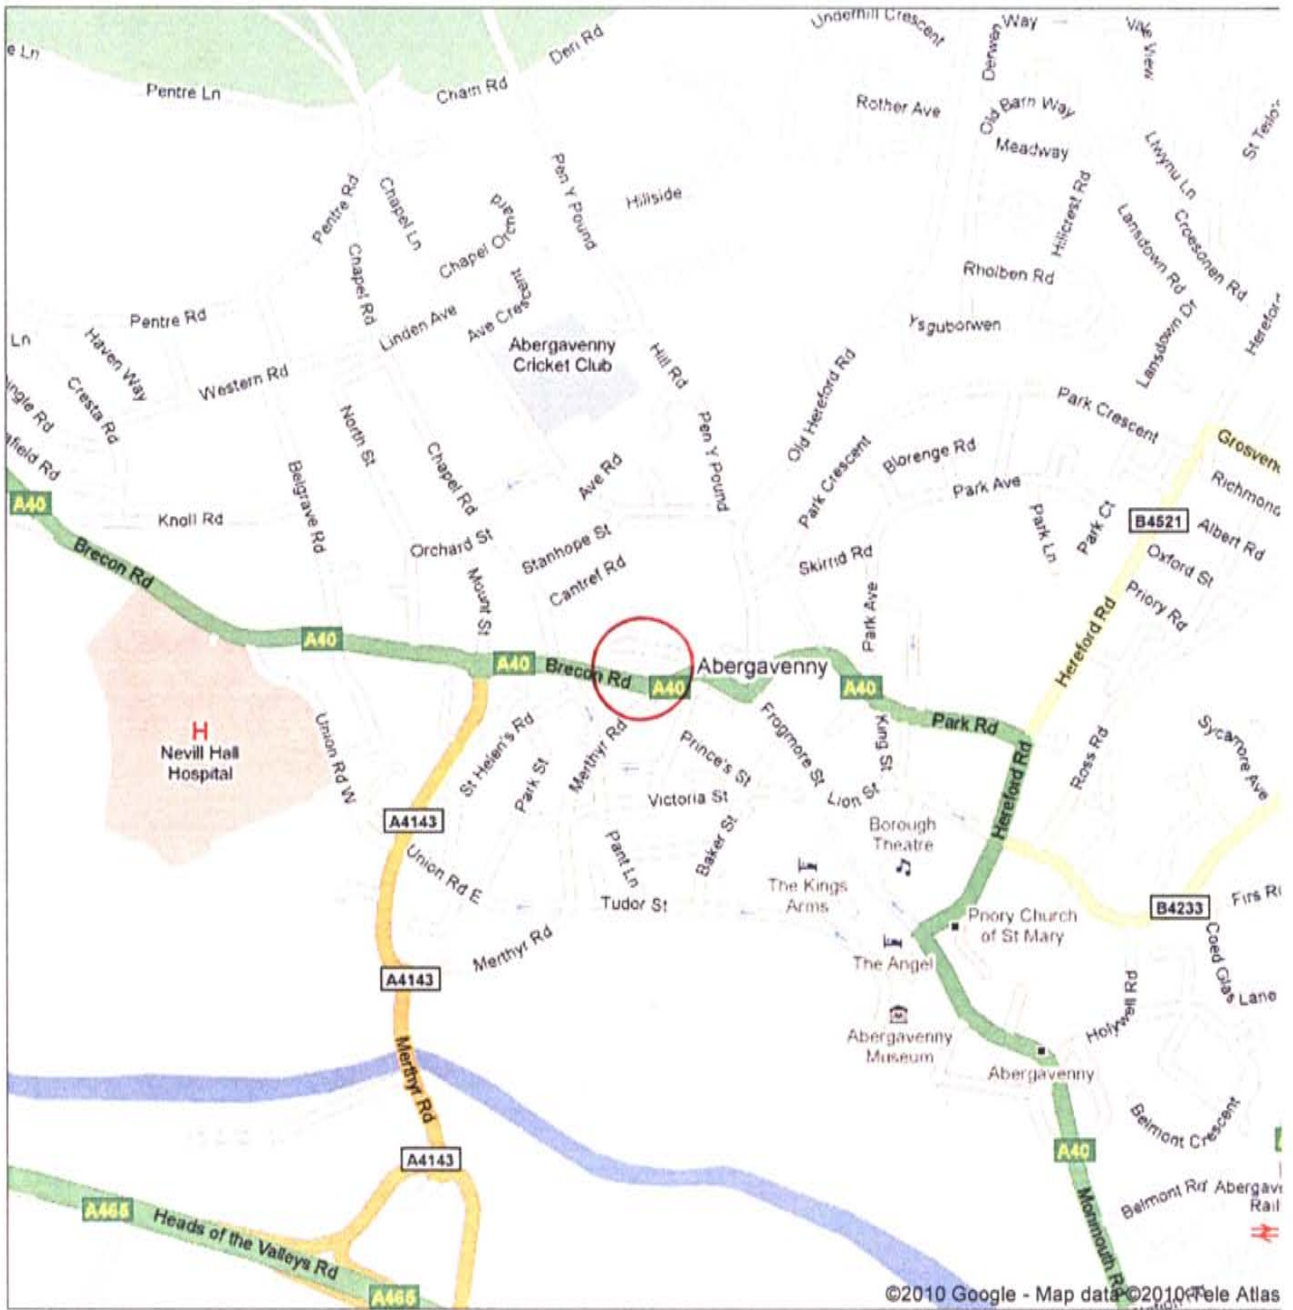 Underhill Crescent
Derwen Way
Vale View
e Ln
Pentre Ln
Cham Rd
Deri Rd
Rother Ave
Old Barn Way
Meadway
Llwynu Ln
St Teilo's
Pentre Rd
Chapel Ln
Pen Y Pound
Hillside
Chapel Orchard
Hillcrest Rd
Lansdown Rd
Croesonen Rd
Chapel Rd
Rholben Rd
Pentre Rd
Linden Ave
Ave Crescent
Ysguborwen
Lansdown Dr
Hereford
Ln
Haven Way
Abergavenny
Cricket Club
Hill Rd
Western Rd
Cresta Rd
Old Hereford Rd
Park Crescent
North St
Chapel Rd
Pen Y Pound
Park Crescent
Blorenge Rd
Grosven
Belgrave Rd
Ave Rd
Park Ave
Richmond
A40
Knoll Rd
Park Ln
Park Ct
B4521
Albert Rd
Brecon Rd
Orchard St
Stanhope St
Cantref Rd
Skirrid Rd
Oxford St
Mount St
Park Ave
Priory Rd
Hereford Rd
A40
A40
Brecon Rd
A40
Abergavenny
A40
H
Nevill Hall
Hospital
Union Rd W
St Helen's Rd
Park St
Merthyr Rd
Prince's St
Frogmore St
King St
Park Rd
Ross Rd
Sycamore Ave
Victoria St
Lion St
Hereford Rd
A4143
Borough
Theatre
Union Rd E
Pant Ln
Baker St
The Kings
Arms
Tudor St
B4233
Firs R
Priory Church
of St Mary
Merthyr Rd
The Angel
Coed Glas
Lane
A4143
Holywell Rd
Abergavenny
Museum
Abergavenny
Merthyr Rd
Belmont Crescent
A4143
A40
Belmont Rd
Abergave
Rail
A465
Heads of the Valleys Rd
Monmouth Rd
A465
©2010 Google - Map data ©2010 Tele Atlas